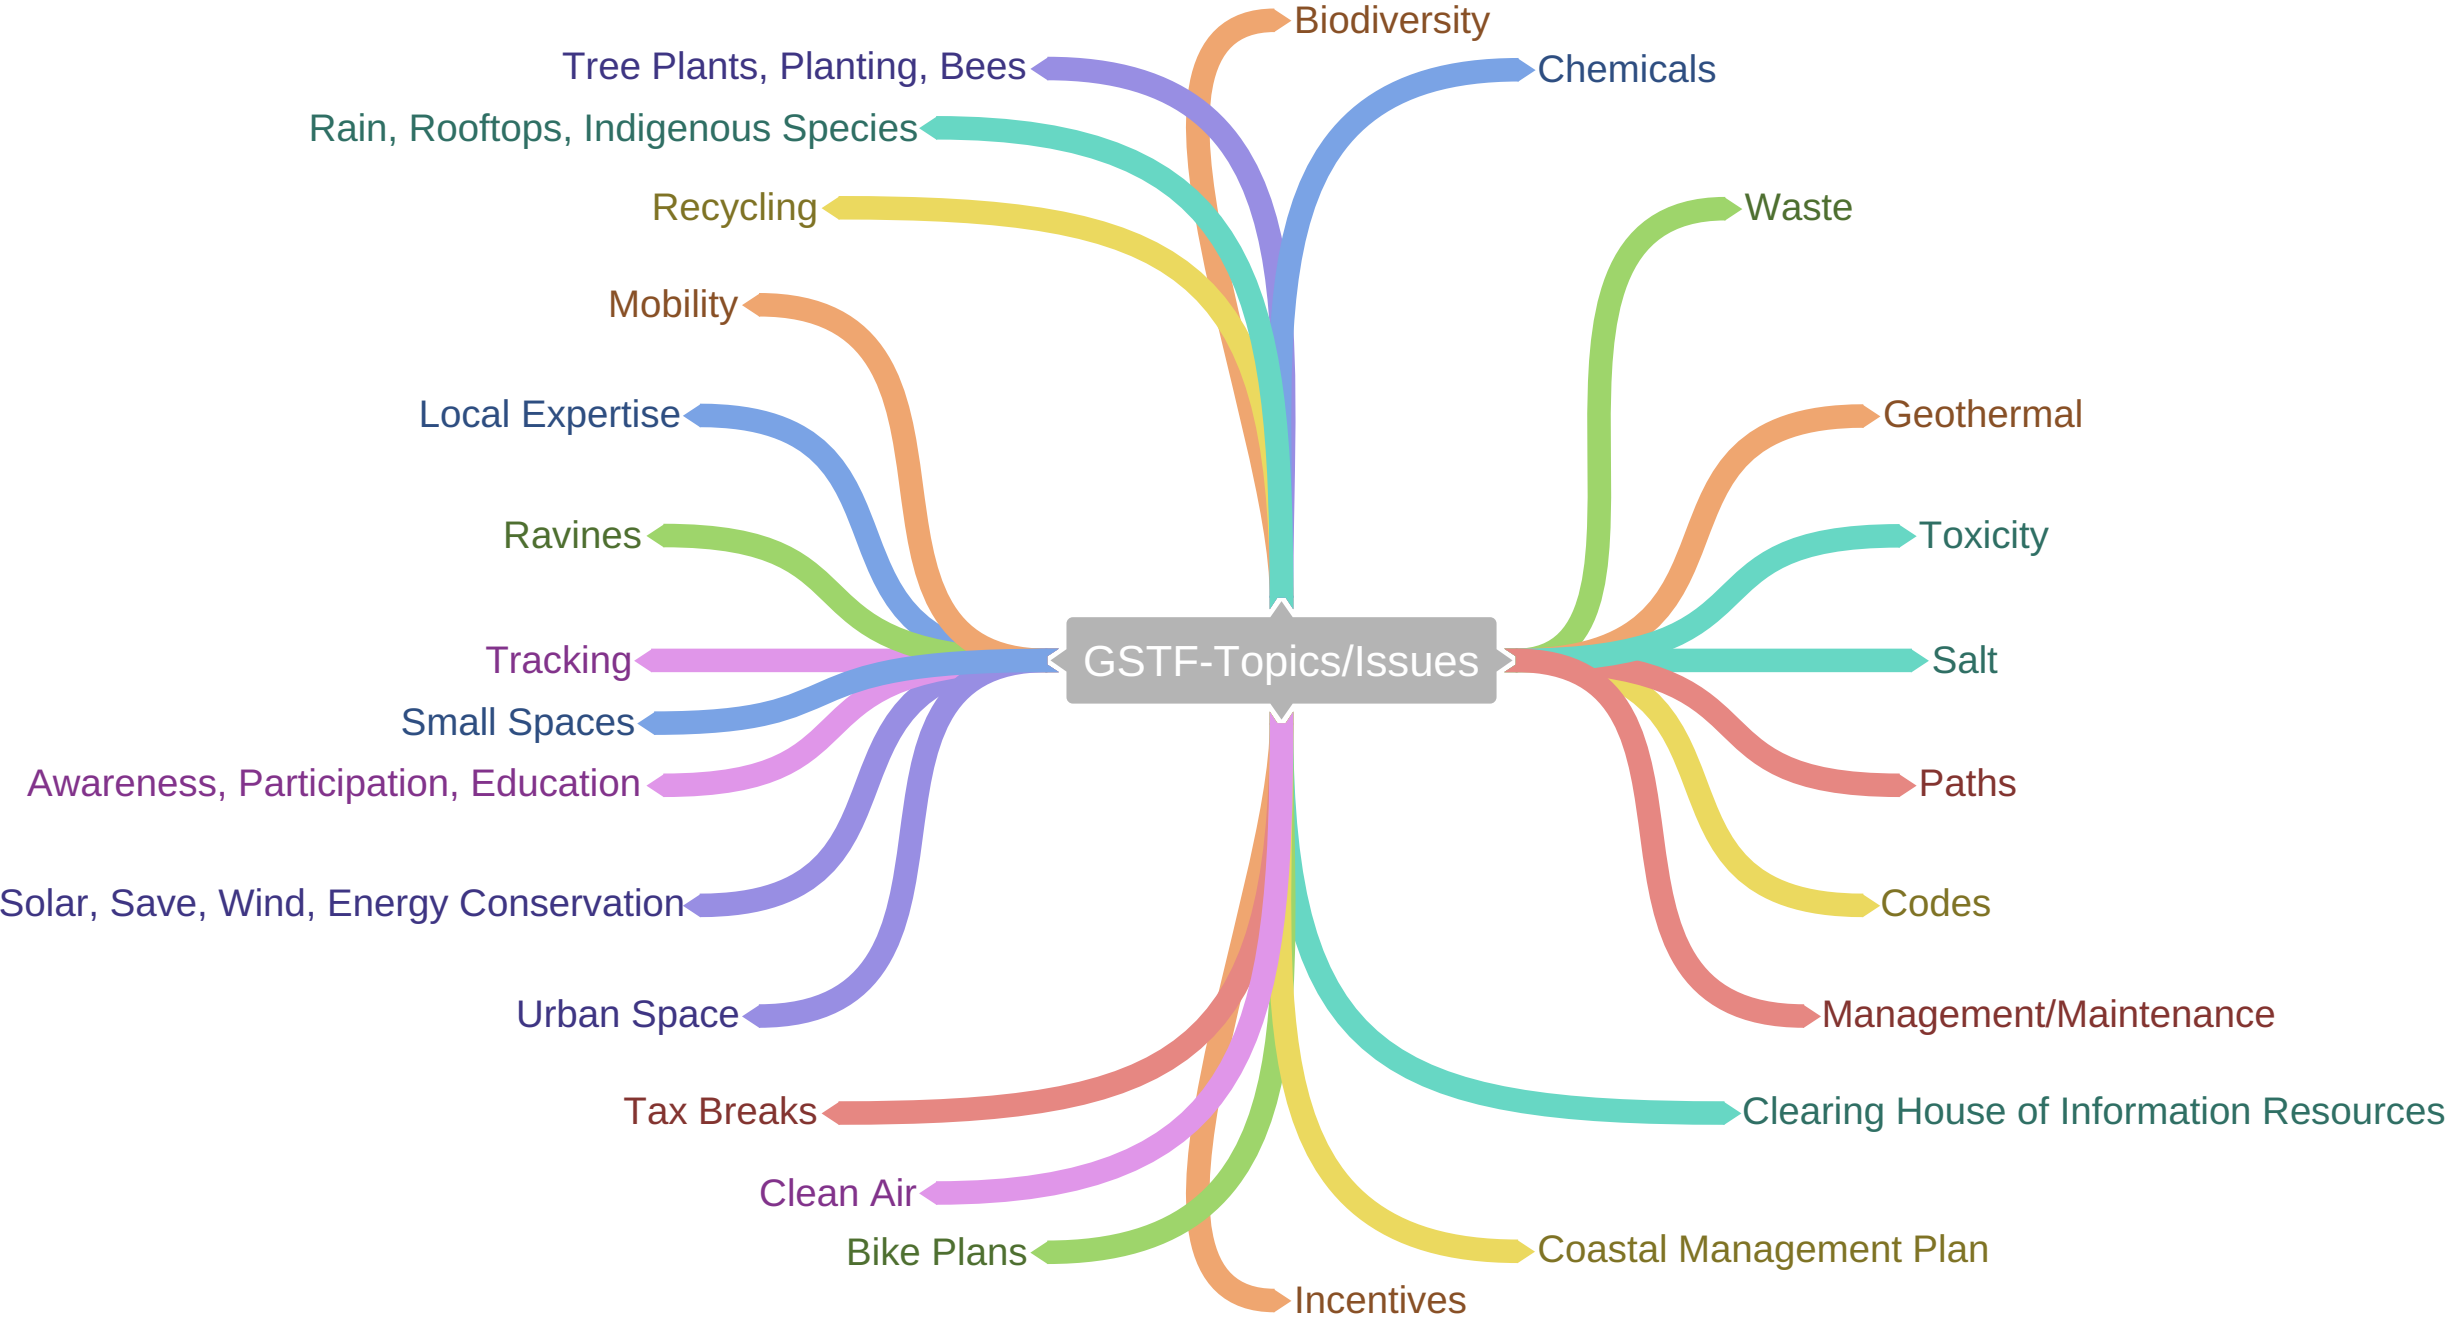 Biodiversity
Tree Plants, Planting, Bees
Chemicals
Rain, Rooftops, Indigenous Species
Recycling
Waste
Mobility
Local Expertise
Geothermal
Ravines
Toxicity
Tracking
GSTF-Topics/Issues
Salt
Small Spaces
Awareness, Participation, Education
Paths
Solar, Save, Wind, Energy Conservation
Codes
Urban Space
Management/Maintenance
Tax Breaks
Clearing House of Information Resources
Clean Air
Bike Plans
Coastal Management Plan
Incentives